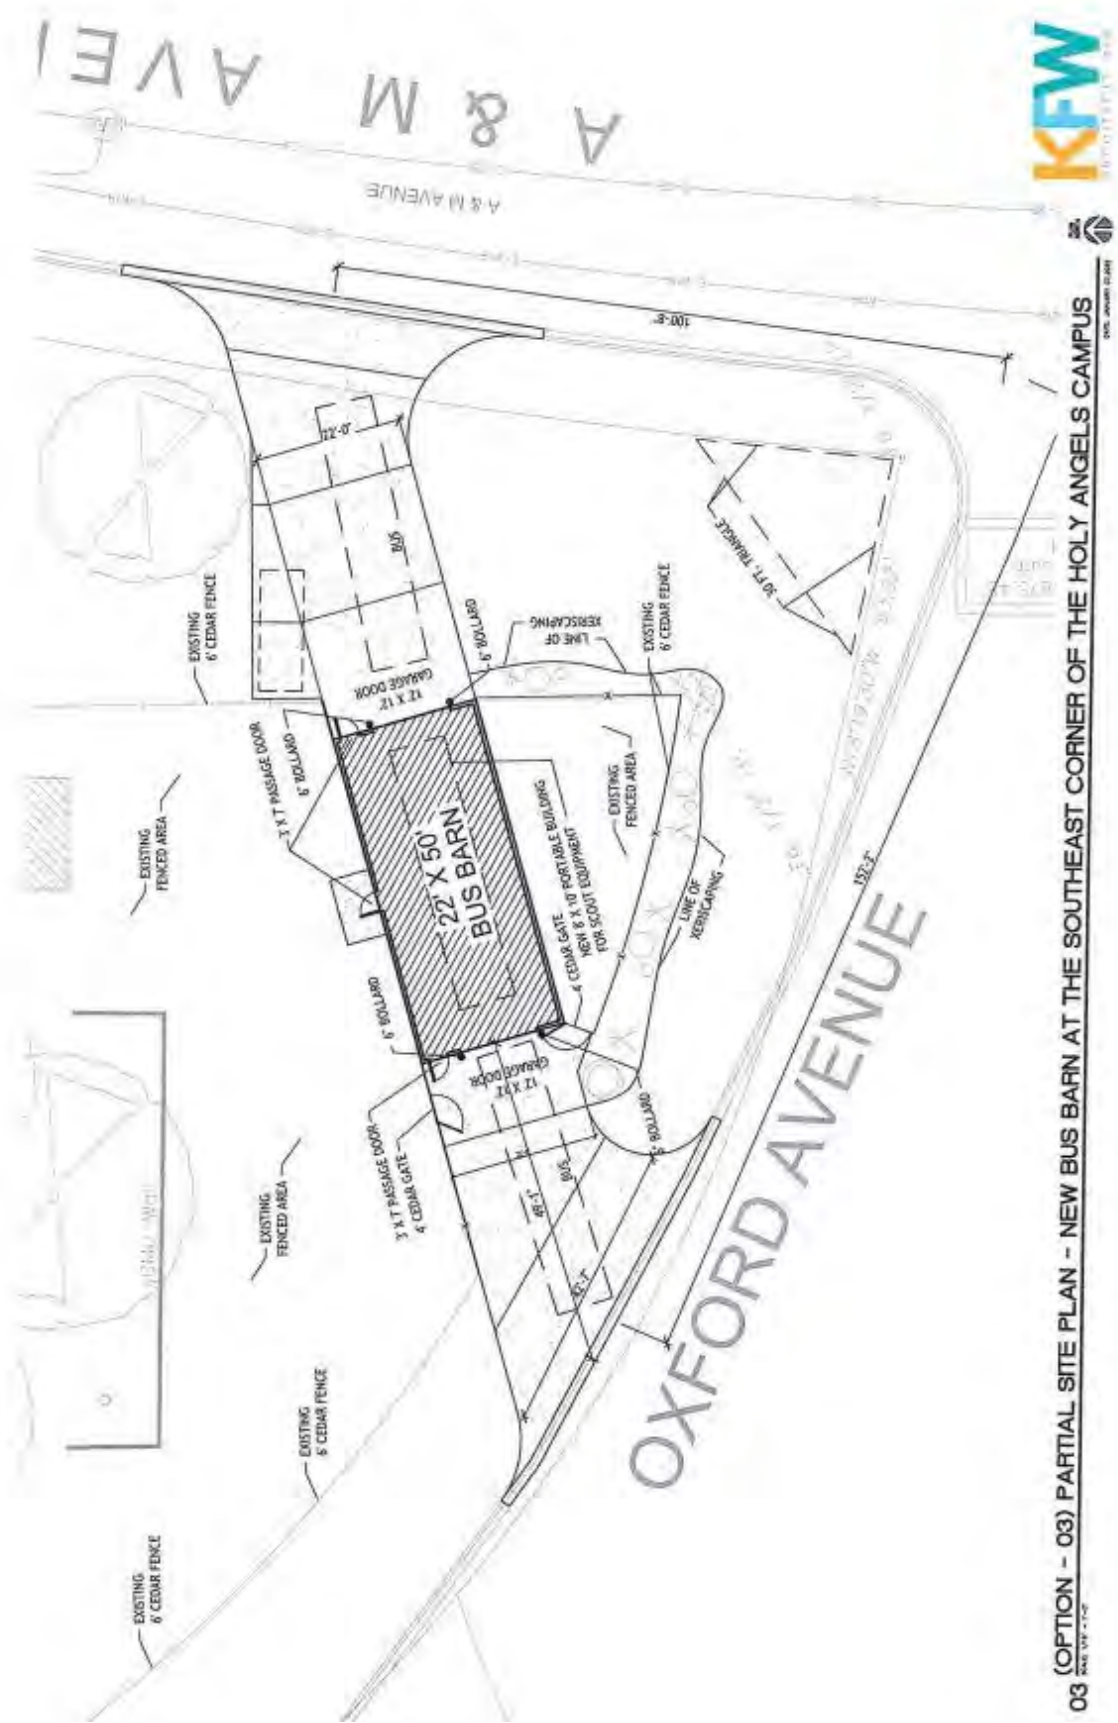 A & M AVE
A & M AVENUE
KFW
100'-8"
22'-0"
BUS
EXISTING
6' CEDAR FENCE
6" BOLLARD
LINE OF
XERISCAPING
EXISTING
6' CEDAR FENCE
30 FT. TRIANGLE
12' X 12'
GARAGE DOOR
3' X 7' PASSAGE DOOR
6" BOLLARD
EXISTING
FENCED AREA
22' X 50'
BUS BARN
EXISTING
FENCED AREA
4' CEDAR GATE
NEW 8' X 10' PORTABLE BUILDING
FOR SCOUT EQUIPMENT
LINE OF
XERISCAPING
152'-2"
6" BOLLARD
12' X 12'
GARAGE DOOR
3' X 7' PASSAGE DOOR
4' CEDAR GATE
BUS
BOLLARD
49'-1"
42'-7"
EXISTING
FENCED AREA
EXISTING
6' CEDAR FENCE
EXISTING
6' CEDAR FENCE
OXFORD AVENUE
03 (OPTION - 03) PARTIAL SITE PLAN - NEW BUS BARN AT THE SOUTHEAST CORNER OF THE HOLY ANGELS CAMPUS